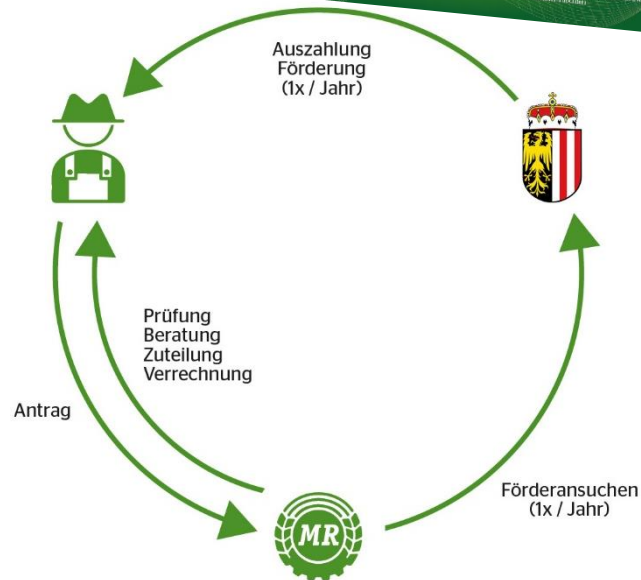 Auszahlung
Förderung
(1x / Jahr)
Prüfung
Beratung
Zuteilung
Verrechnung
Antrag
Förderansuchen
(1x / Jahr)
MR